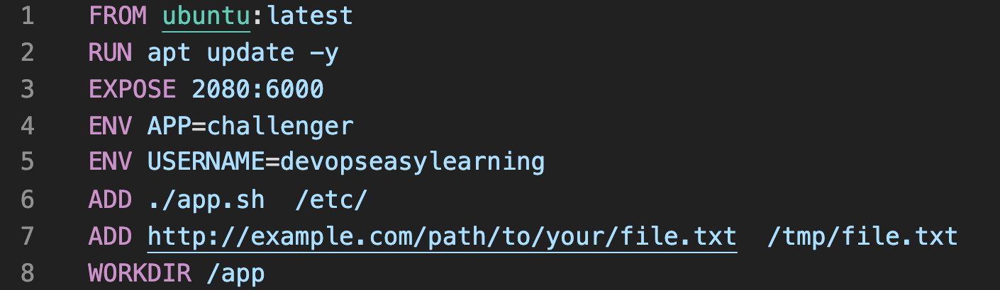 1 FROM ubuntu:latest
2 RUN apt update -y
3 EXPOSE 2080:6000
4 ENV APP=challenger
5 ENV USERNAME=devopseasylearning
6 ADD ./app.sh  /etc/
7 ADD http://example.com/path/to/your/file.txt  /tmp/file.txt
8 WORKDIR /app